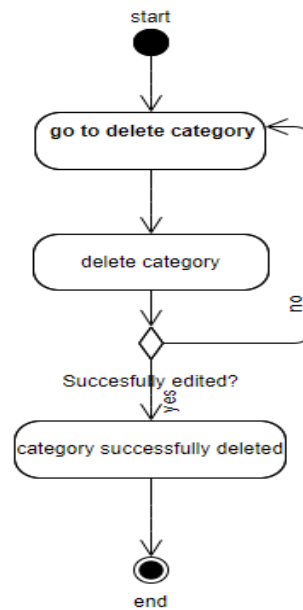 start
go to delete category
delete category
no
Succesfully edited?
yes
category successfully deleted
end